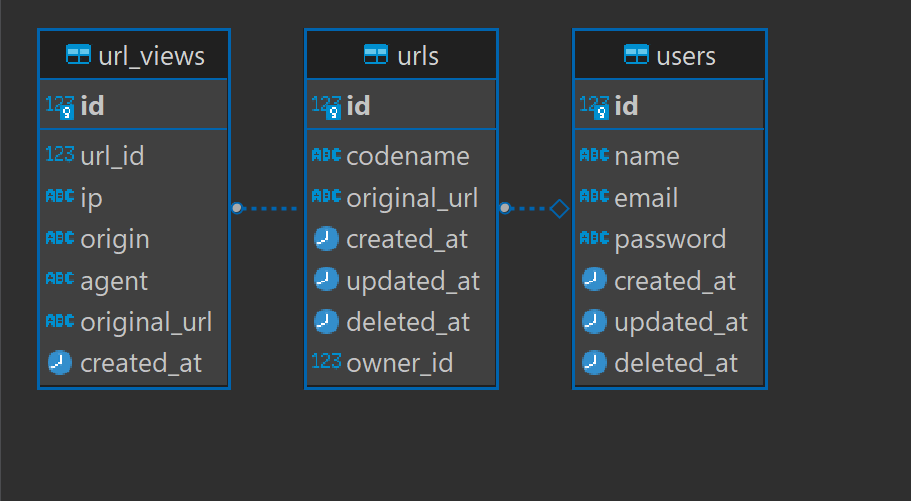 url_views
123 id
123 url_id
ABC ip
ABC origin
ABC agent
ABC original_url
created_at
urls
123 id
ABC codename
ABC original_url
created_at
updated_at
deleted_at
123 owner_id
users
123 id
ABC name
ABC email
ABC password
created_at
updated_at
deleted_at